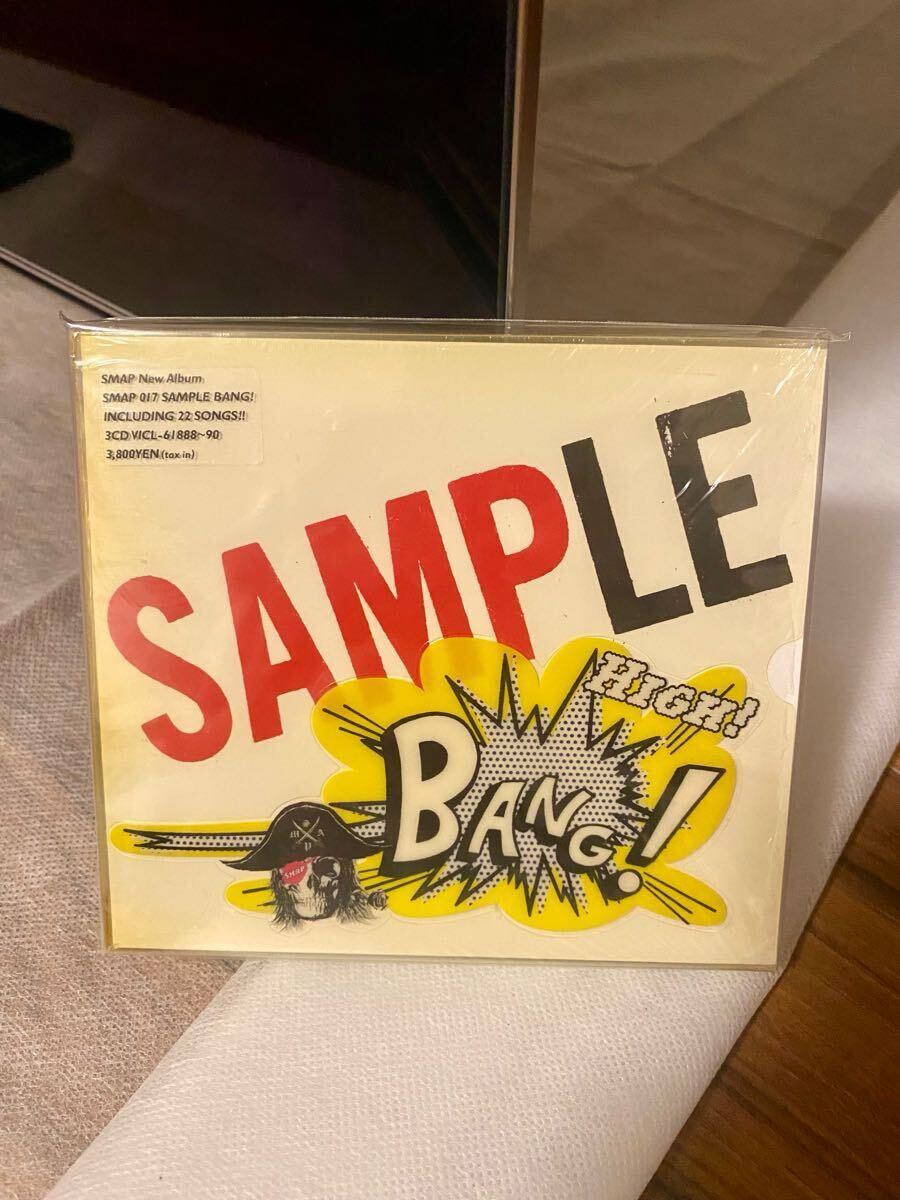 SMAP New Album
SMAP 017 SAMPLE BANG!
INCLUDING 22 SONGS!!
3CD VICL-61888~90
3,800YEN (tax in)
SAMPLE
HIGH!
BANG!
SMAP